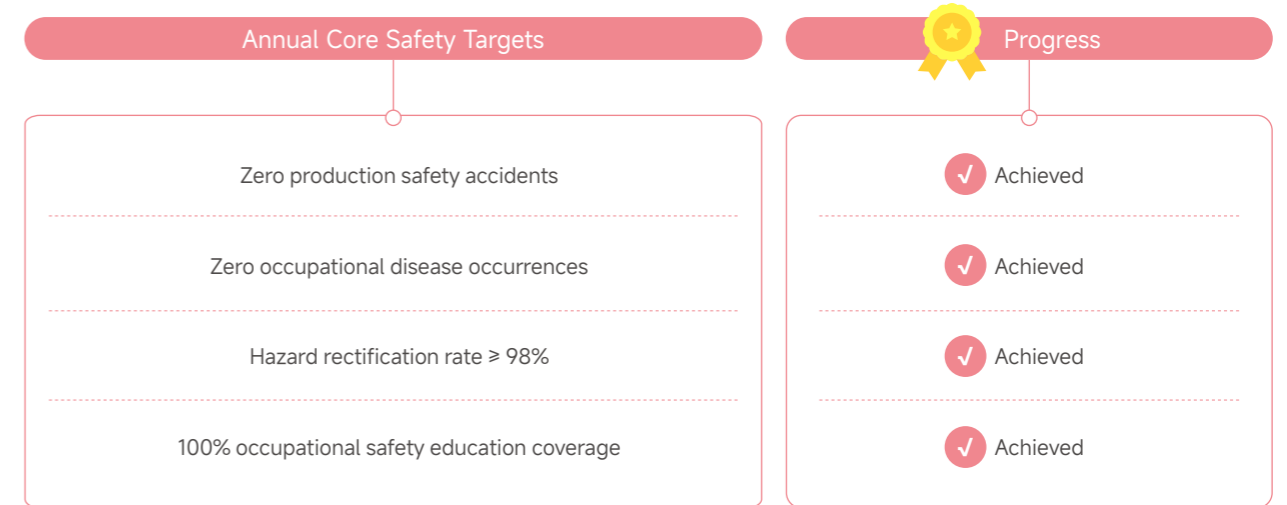 Annual Core Safety Targets
Progress
Zero production safety accidents
√ Achieved
Zero occupational disease occurrences
√ Achieved
Hazard rectification rate ≥ 98%
√ Achieved
100% occupational safety education coverage
√ Achieved